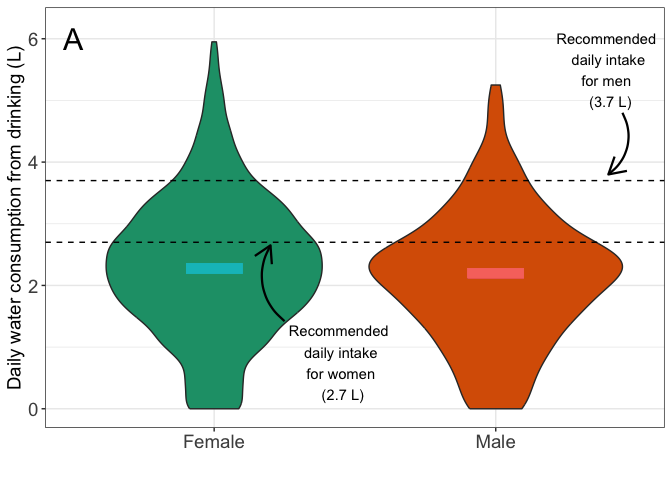 A
Daily water consumption from drinking (L)
6
4
2
0
Recommended
daily intake
for men
(3.7 L)
Recommended
daily intake
for women
(2.7 L)
Female
Male